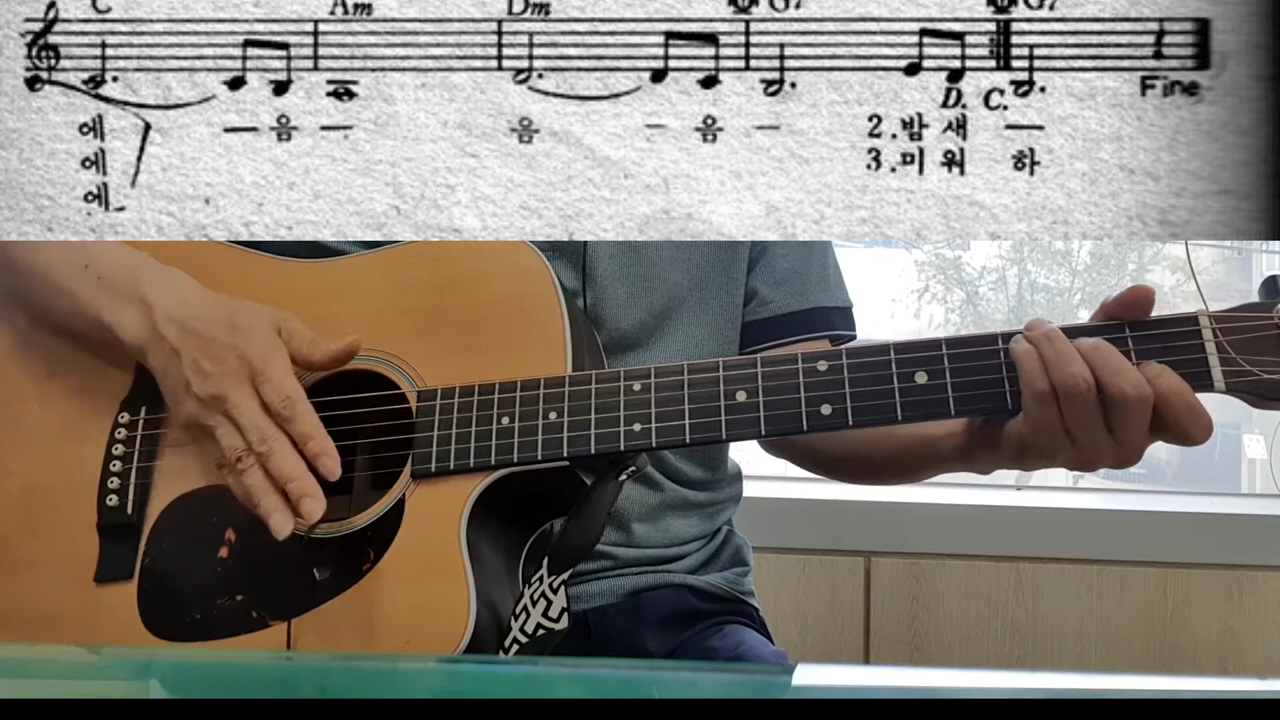 C Am Dm G7 G7
D. C. Fine
에 — 음 — 음 — 음 — 2.밤 새 —
에 3.미 워 하
에